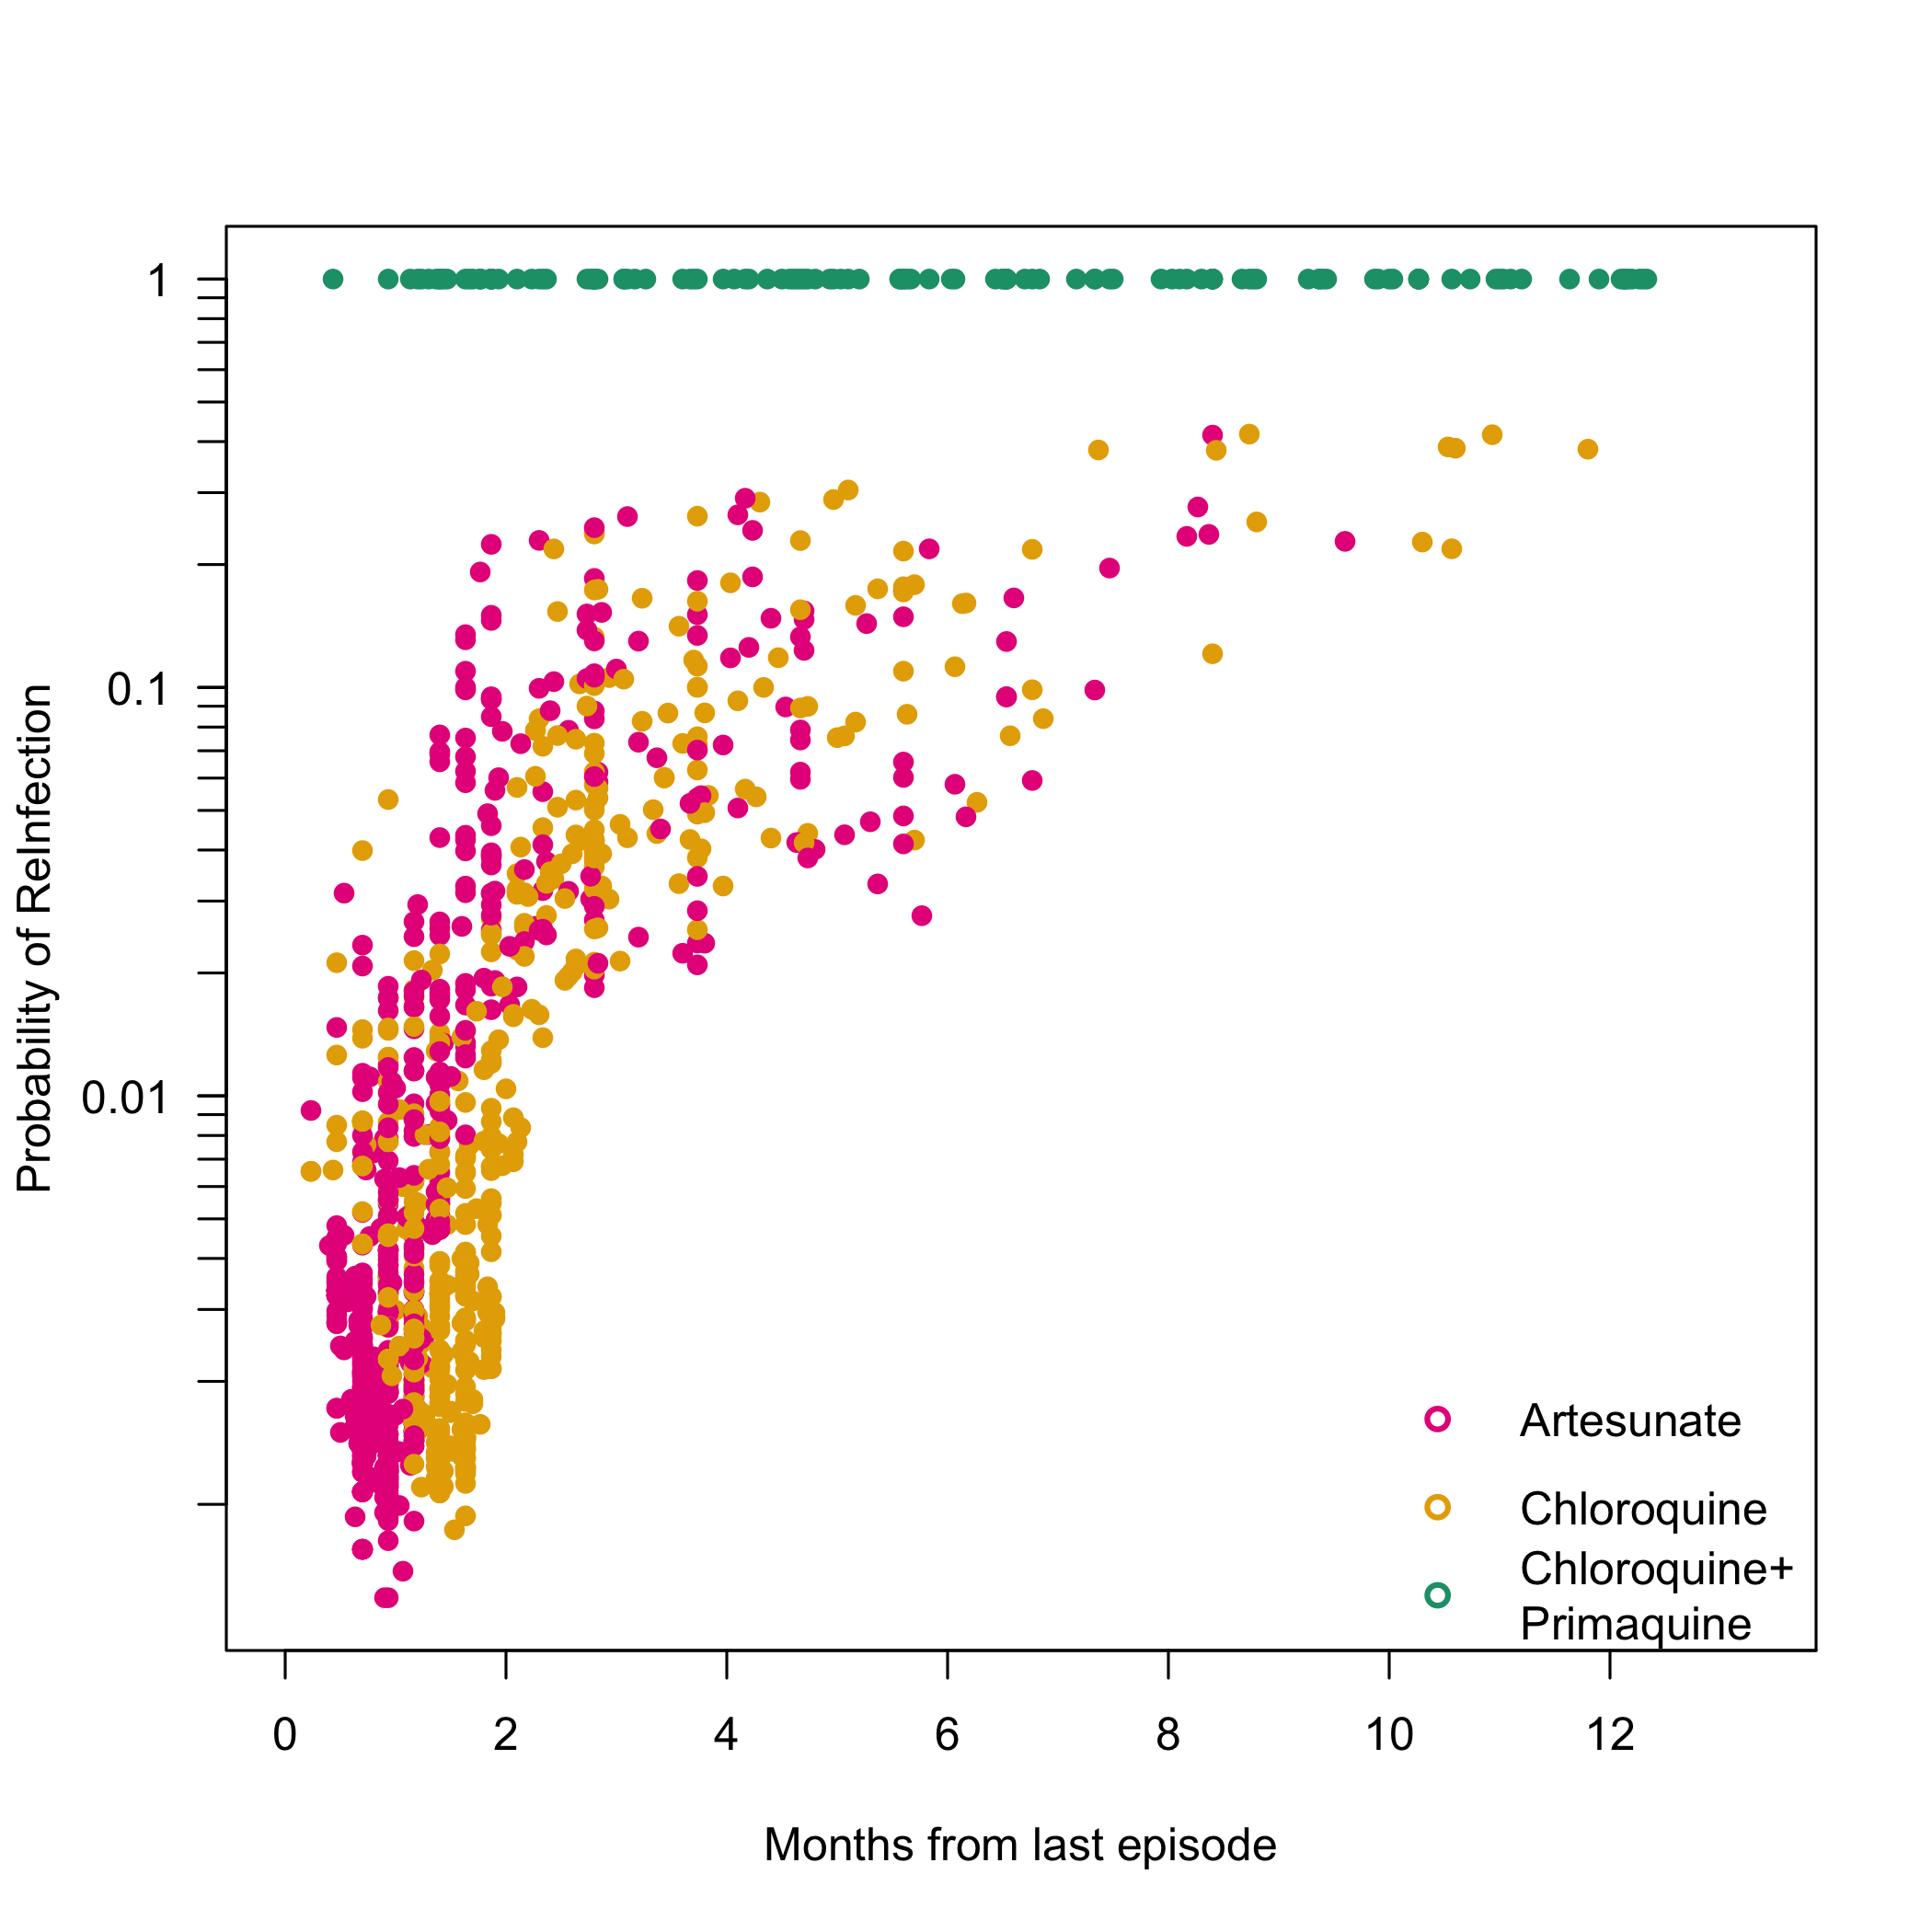 1
0.1
0.01
Probability of ReInfection
Artesunate
Chloroquine
Chloroquine+
Primaquine
0 2 4 6 8 10 12
Months from last episode